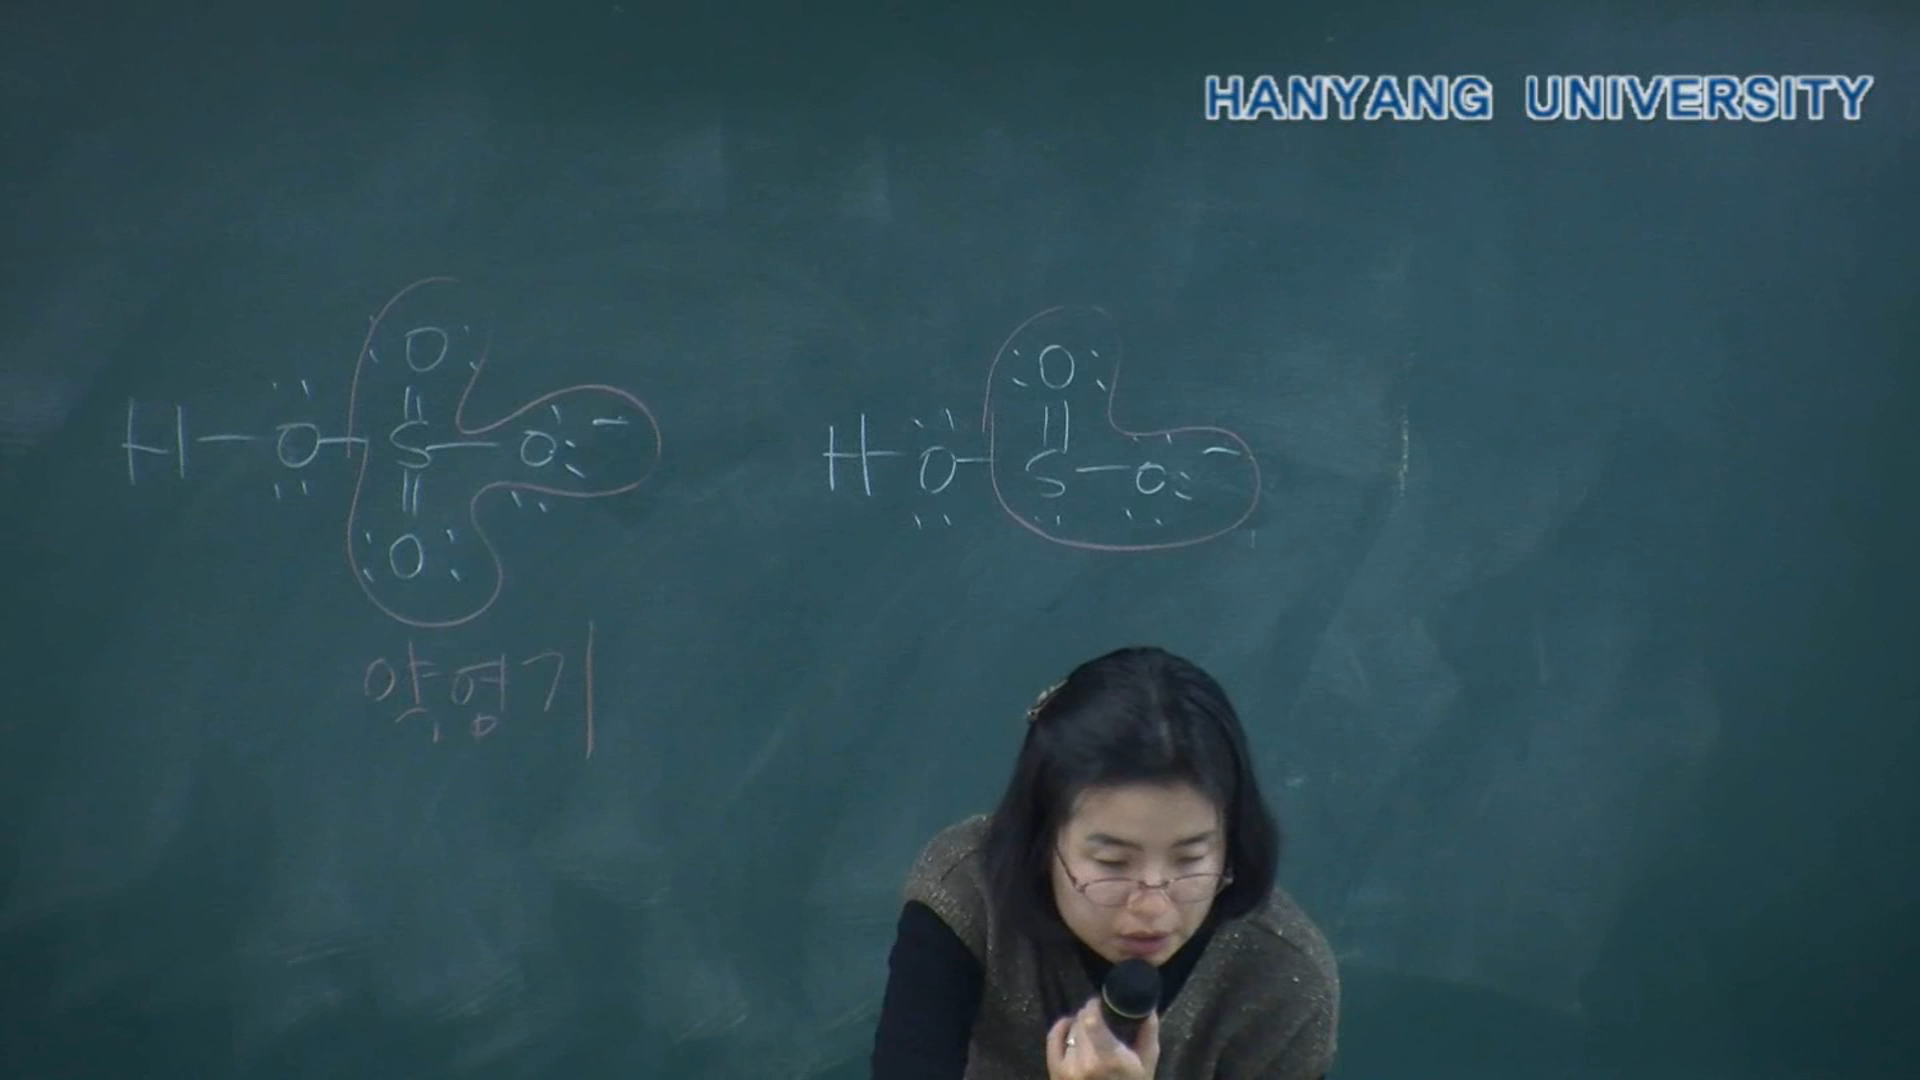 HANYANG UNIVERSITY
O
H-O-S-O:-
O
O
H-O-S-O:-
약염기